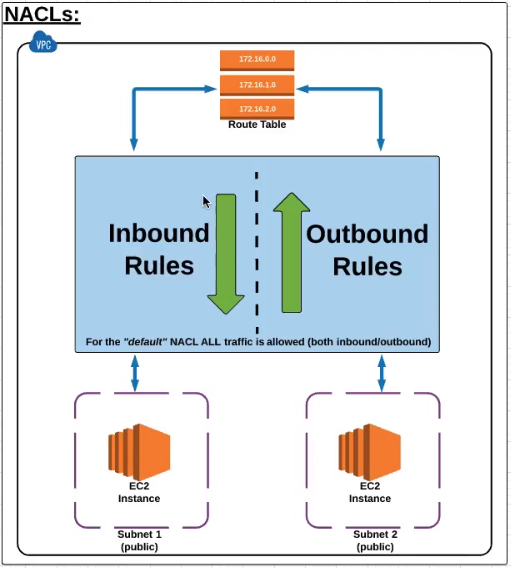 NACLs:
VPC
172.16.0.0
172.16.1.0
172.16.2.0
Route Table
Inbound
Rules
Outbound
Rules
For the "default" NACL ALL traffic is allowed (both inbound/outbound)
EC2
Instance
EC2
Instance
Subnet 1
(public)
Subnet 2
(public)